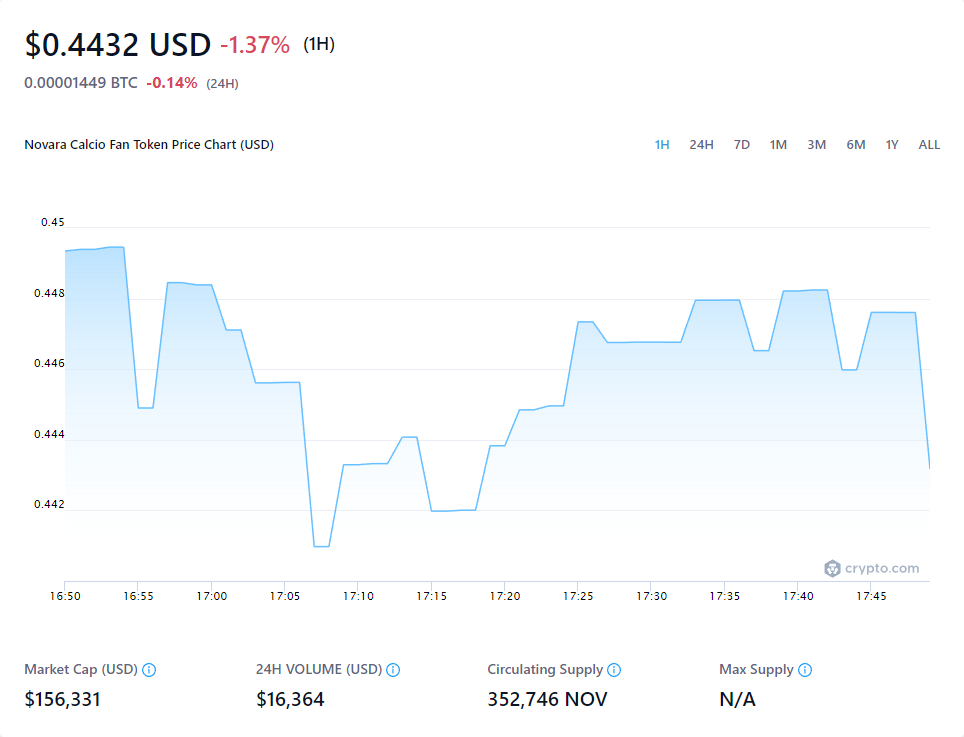 $0.4432 USD -1.37% (1H)
0.00001449 BTC -0.14% (24H)
Novara Calcio Fan Token Price Chart (USD) 1H 24H 7D 1M 3M 6M 1Y ALL
0.45
0.448
0.446
0.444
0.442
crypto.com
16:50 16:55 17:00 17:05 17:10 17:15 17:20 17:25 17:30 17:35 17:40 17:45
Market Cap (USD) 24H VOLUME (USD) Circulating Supply Max Supply
$156,331 $16,364 352,746 NOV N/A